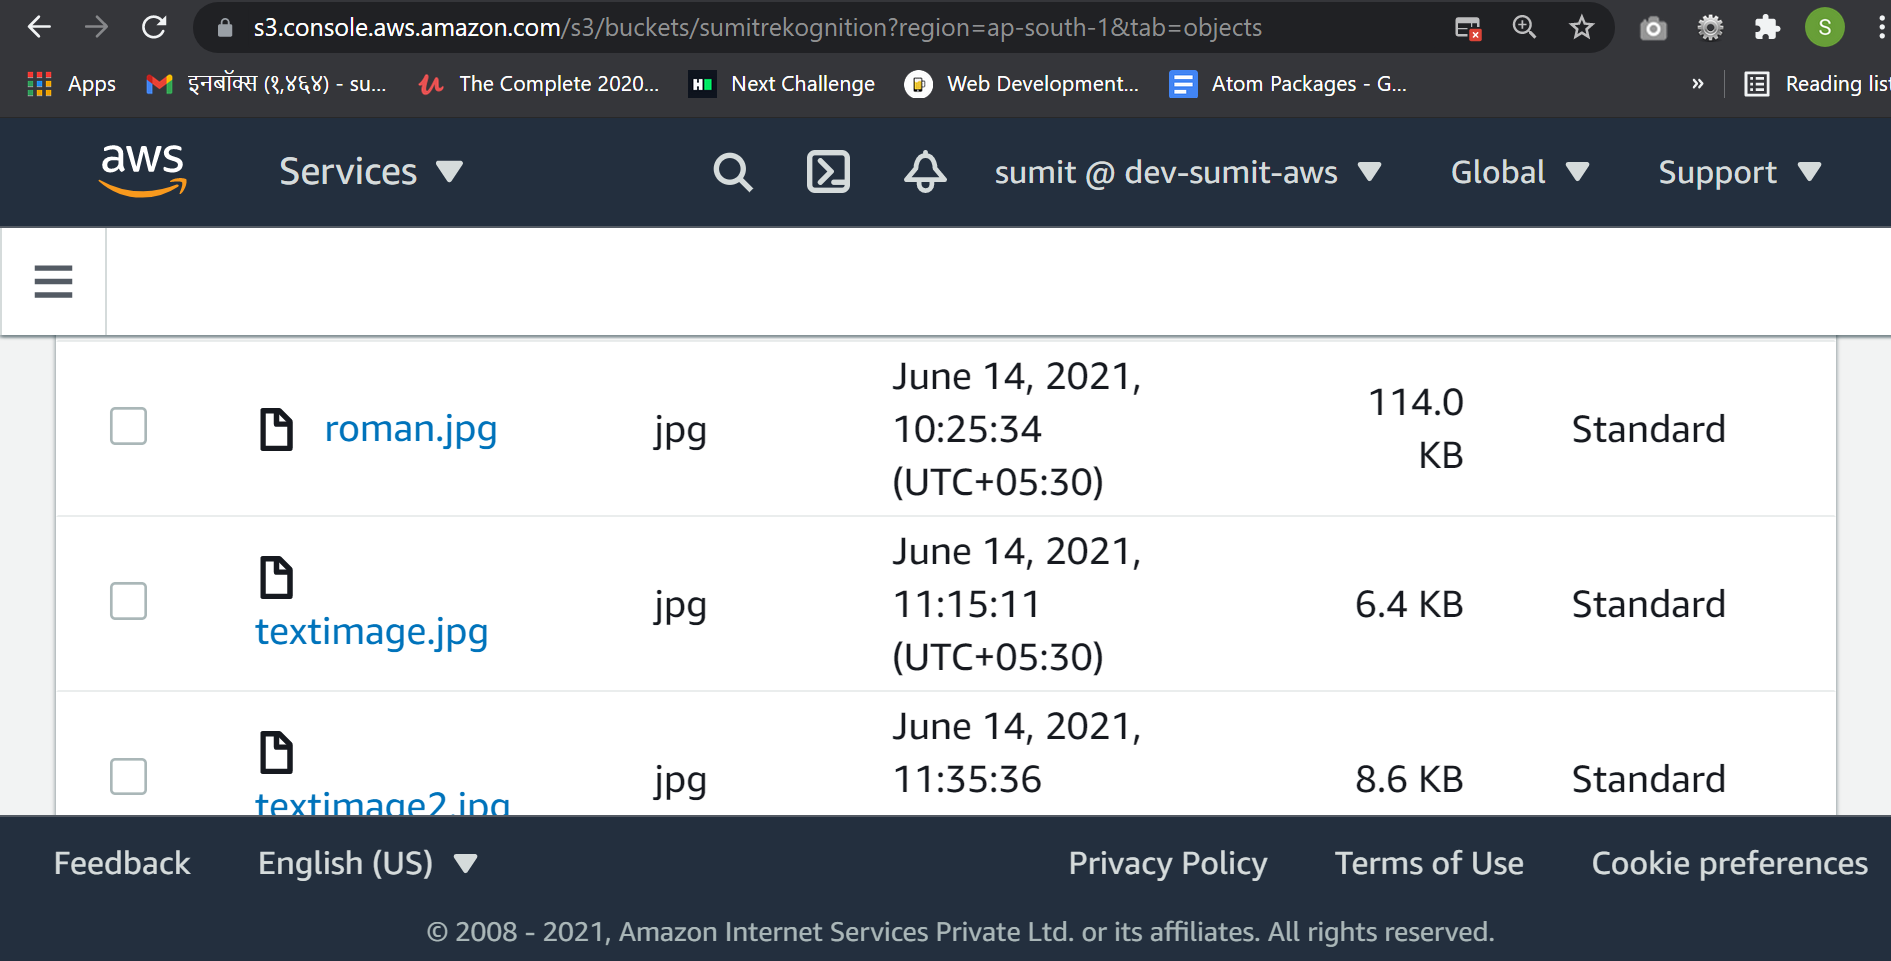 s3.console.aws.amazon.com/s3/buckets/sumitrekognition?region=ap-south-1&tab=objects
S
Apps इनबॉक्स (१,४६४) - su... The Complete 2020... Next Challenge Web Development... Atom Packages - G... » Reading list
aws Services sumit @ dev-sumit-aws Global Support
roman.jpg jpg June 14, 2021, 10:25:34 (UTC+05:30) 114.0 KB Standard
textimage.jpg jpg June 14, 2021, 11:15:11 (UTC+05:30) 6.4 KB Standard
textimage2.jpg jpg June 14, 2021, 11:35:36 8.6 KB Standard
Feedback English (US) Privacy Policy Terms of Use Cookie preferences
© 2008 - 2021, Amazon Internet Services Private Ltd. or its affiliates. All rights reserved.